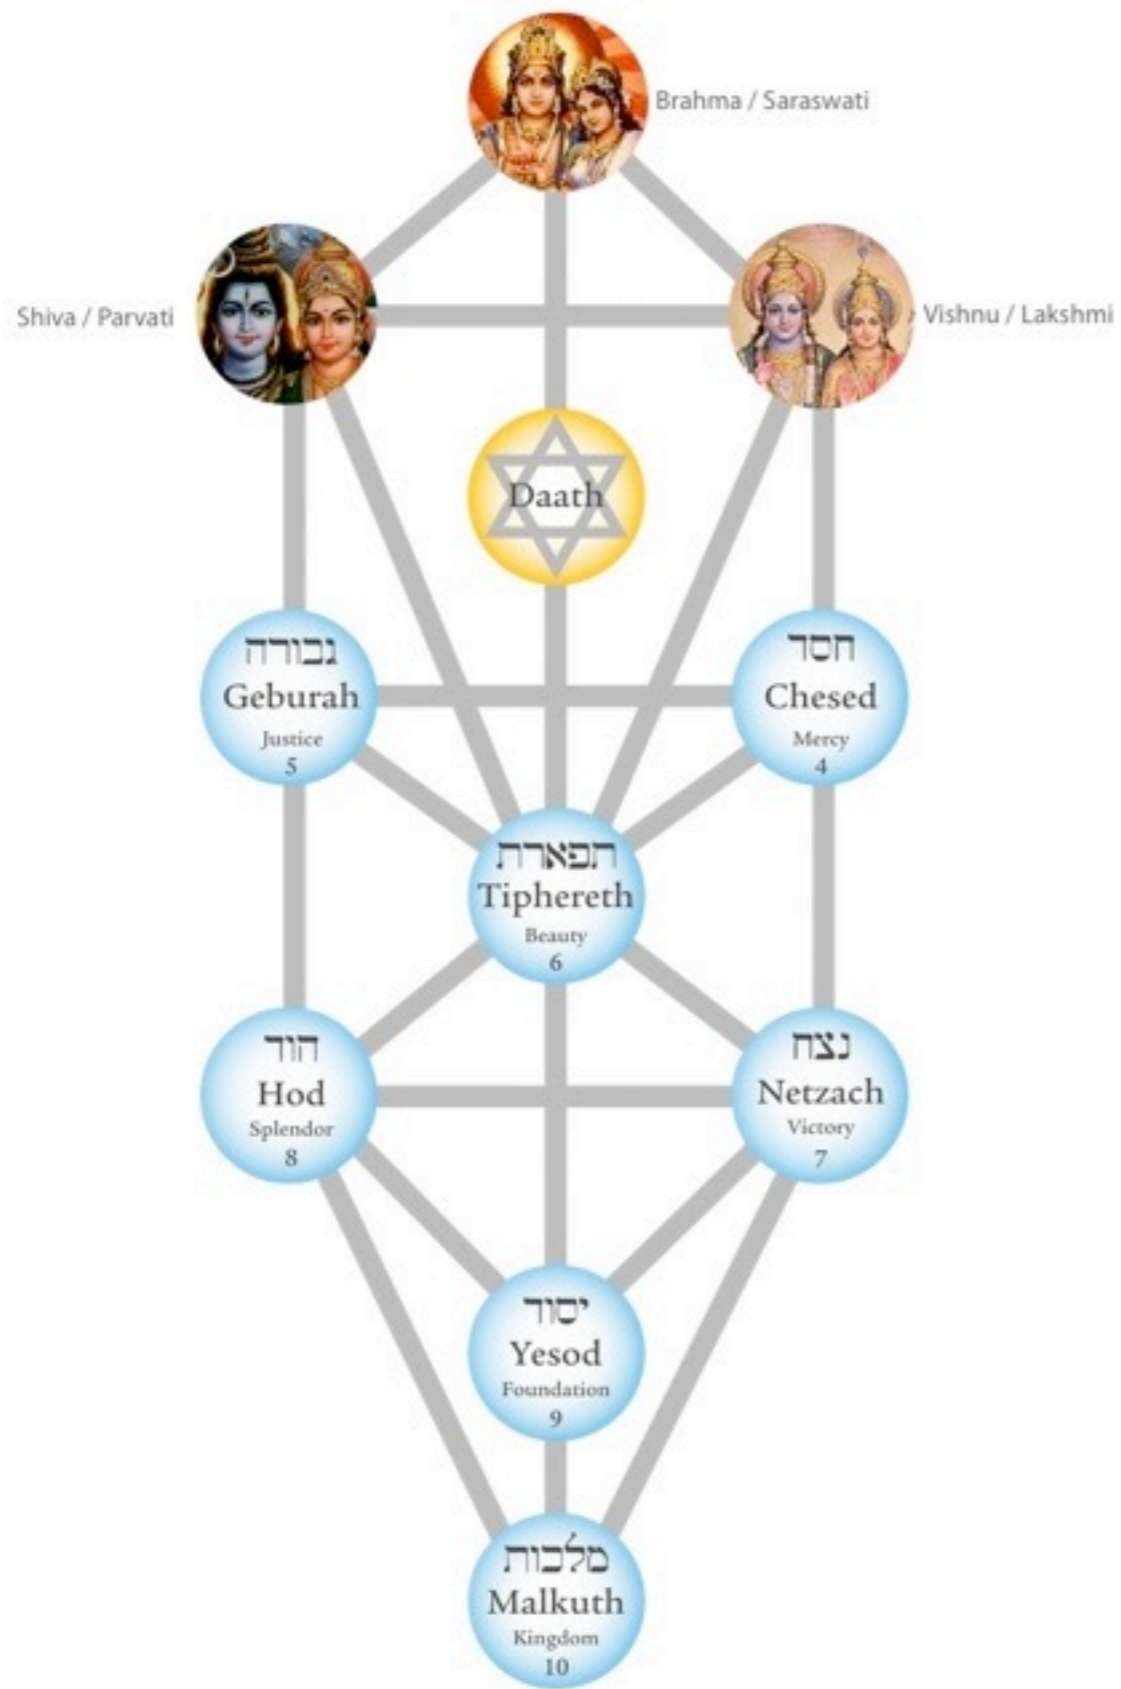 Brahma / Saraswati
Shiva / Parvati
Vishnu / Lakshmi
Daath
גבורה
Geburah
Justice
5
חסד
Chesed
Mercy
4
תפארת
Tiphereth
Beauty
6
הוד
Hod
Splendor
8
נצח
Netzach
Victory
7
יסוד
Yesod
Foundation
9
מלכות
Malkuth
Kingdom
10